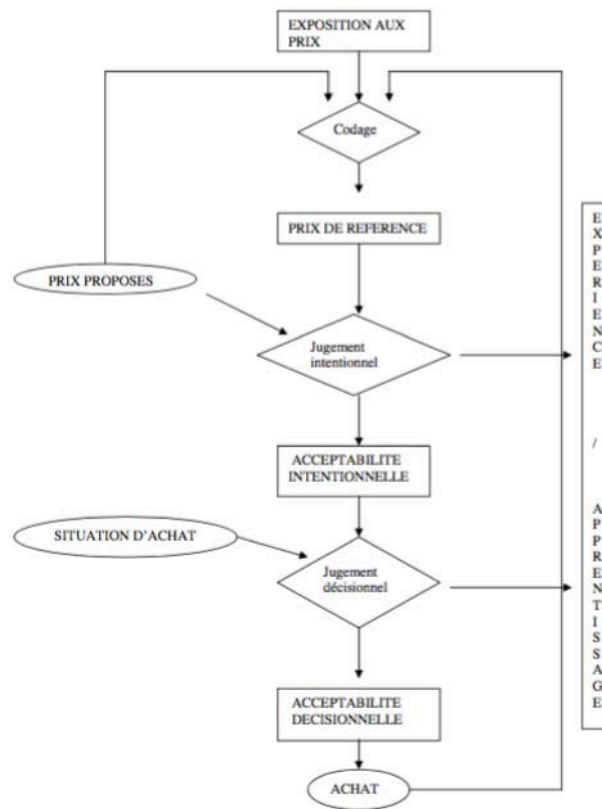 EXPOSITION AUX
PRIX
Codage
PRIX DE REFERENCE
PRIX PROPOSES
Jugement
intentionnel
ACCEPTABILITE
INTENTIONNELLE
SITUATION D'ACHAT
Jugement
décisionnel
ACCEPTABILITE
DECISIONNELLE
ACHAT
E
X
P
E
R
I
E
N
C
E
/
A
P
P
R
E
N
T
I
S
S
A
G
E